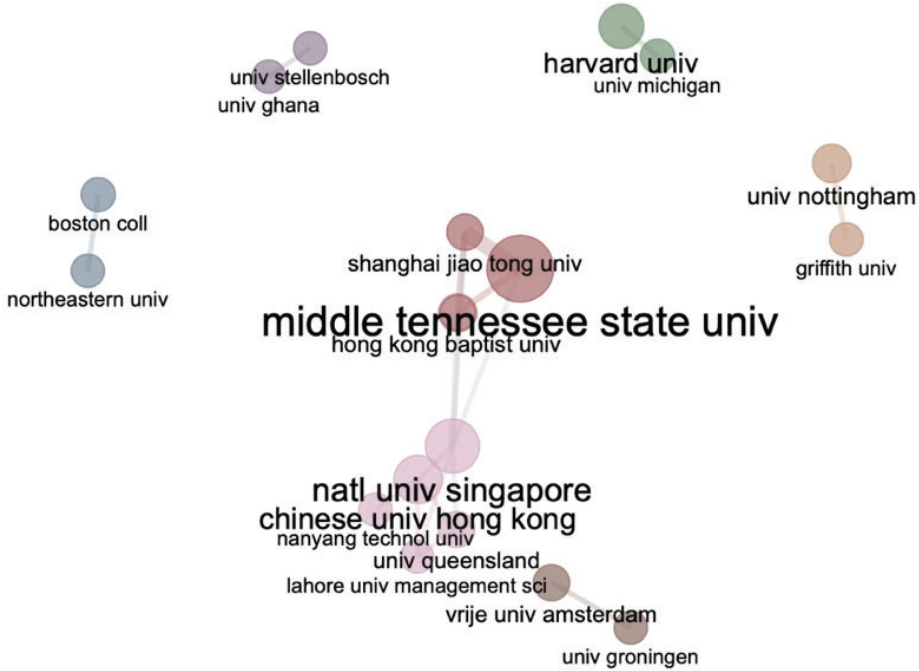 univ stellenbosch
univ ghana
harvard univ
univ michigan
boston coll
northeastern univ
univ nottingham
griffith univ
shanghai jiao tong univ
middle tennessee state univ
hong kong baptist univ
natl univ singapore
chinese univ hong kong
nanyang technol univ
univ queensland
lahore univ management sci
vrije univ amsterdam
univ groningen